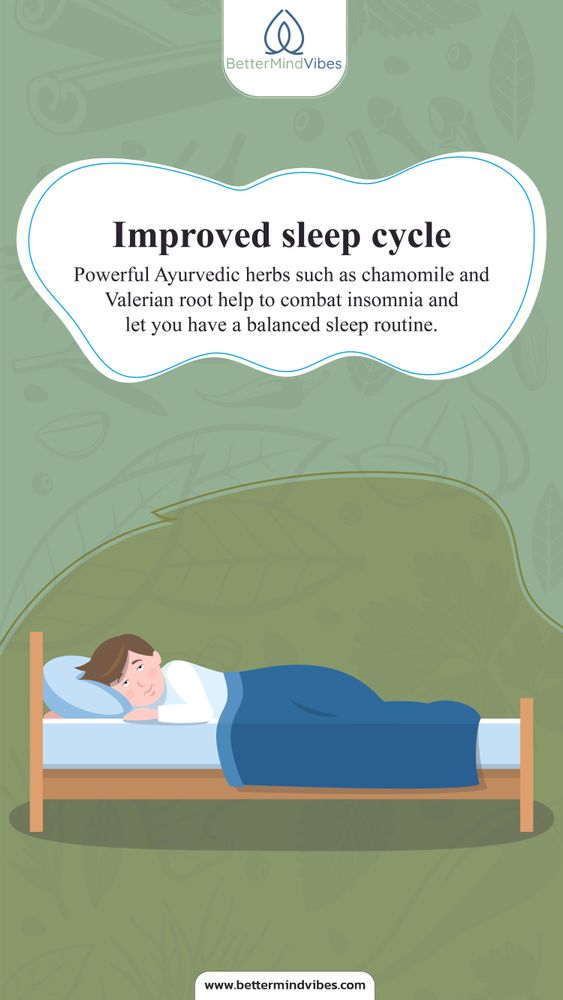 BetterMindVibes
Improved sleep cycle
Powerful Ayurvedic herbs such as chamomile and
Valerian root help to combat insomnia and
let you have a balanced sleep routine.
www.bettermindvibes.com